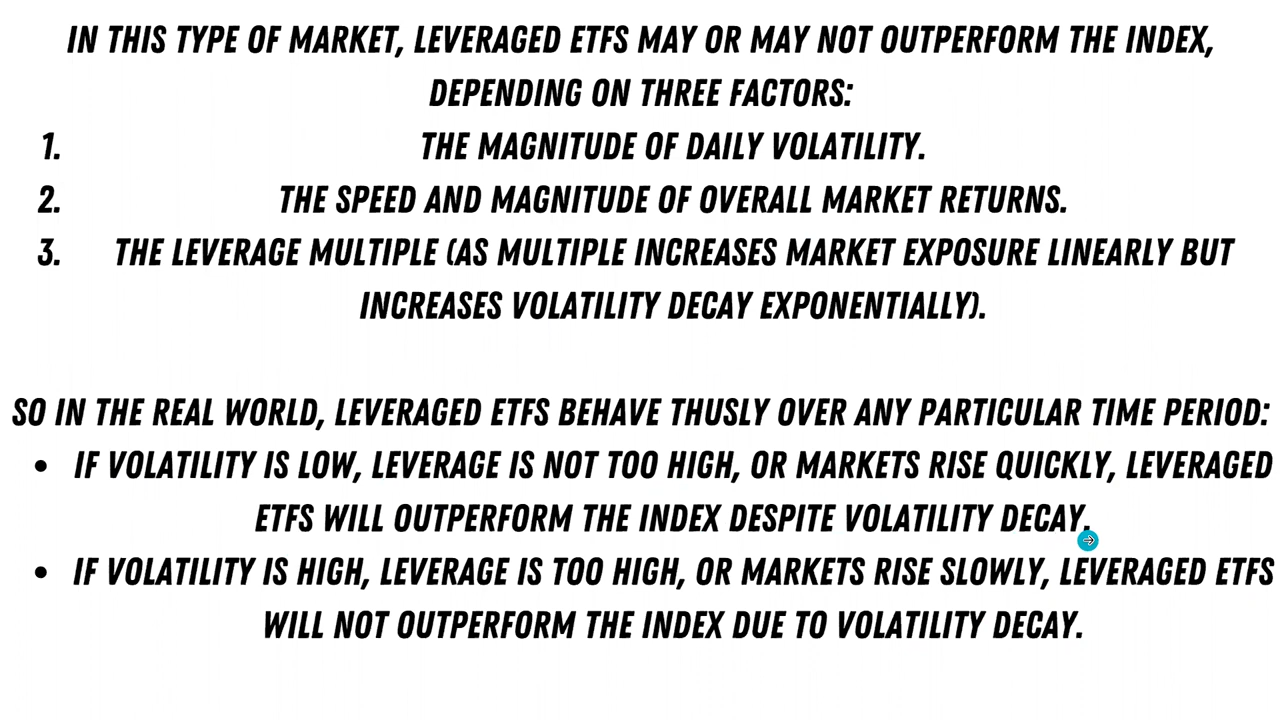 IN THIS TYPE OF MARKET, LEVERAGED ETFS MAY OR MAY NOT OUTPERFORM THE INDEX,
DEPENDING ON THREE FACTORS:
1. THE MAGNITUDE OF DAILY VOLATILITY.
2. THE SPEED AND MAGNITUDE OF OVERALL MARKET RETURNS.
3. THE LEVERAGE MULTIPLE (AS MULTIPLE INCREASES MARKET EXPOSURE LINEARLY BUT
INCREASES VOLATILITY DECAY EXPONENTIALLY).
SO IN THE REAL WORLD, LEVERAGED ETFS BEHAVE THUSLY OVER ANY PARTICULAR TIME PERIOD:
• IF VOLATILITY IS LOW, LEVERAGE IS NOT TOO HIGH, OR MARKETS RISE QUICKLY, LEVERAGED
ETFS WILL OUTPERFORM THE INDEX DESPITE VOLATILITY DECAY.
• IF VOLATILITY IS HIGH, LEVERAGE IS TOO HIGH, OR MARKETS RISE SLOWLY, LEVERAGED ETFS
WILL NOT OUTPERFORM THE INDEX DUE TO VOLATILITY DECAY.